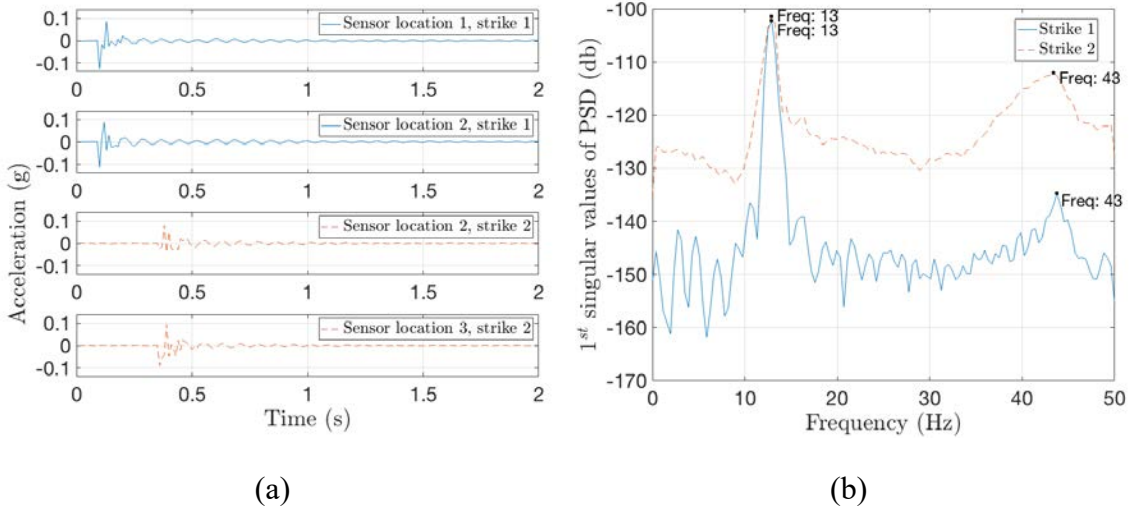 Acceleration (g)
0.1
0
-0.1
Sensor location 1, strike 1
0 0.5 1 1.5 2
0.1
0
-0.1
Sensor location 2, strike 1
0 0.5 1 1.5 2
0.1
0
-0.1
Sensor location 2, strike 2
0 0.5 1 1.5 2
0.1
0
-0.1
Sensor location 3, strike 2
0 0.5 1 1.5 2
Time (s)
(a)
1st singular values of PSD (db)
-100
-110
-120
-130
-140
-150
-160
-170
Freq: 13
Freq: 13
Strike 1
Strike 2
Freq: 43
Freq: 43
0 10 20 30 40 50
Frequency (Hz)
(b)